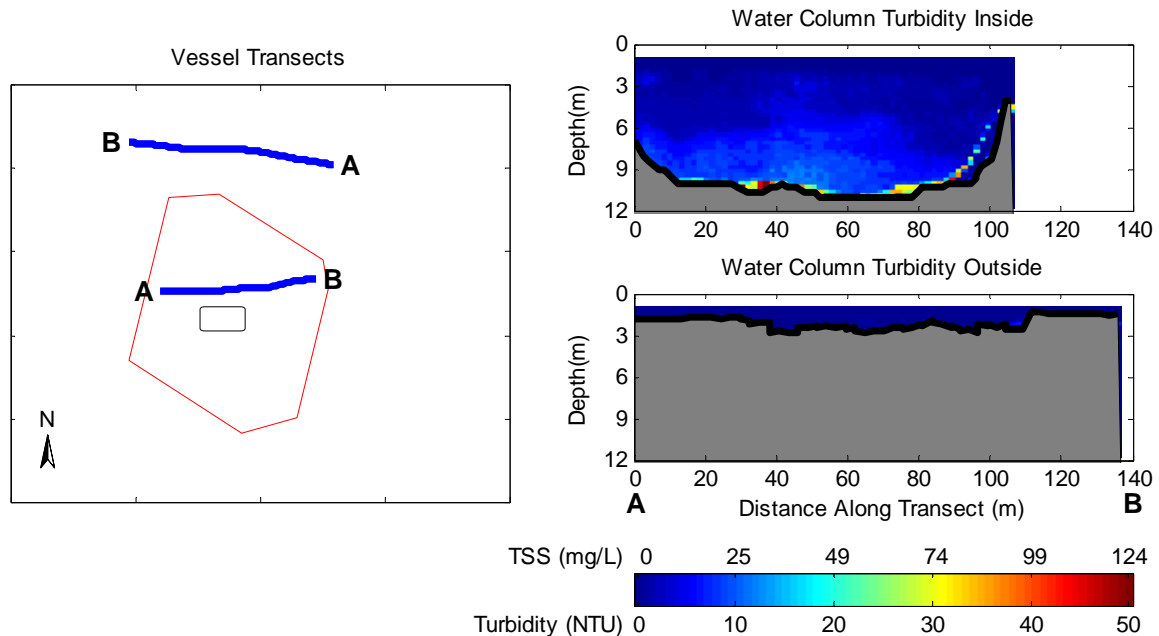 Vessel Transects
B
A
A
B
N
Water Column Turbidity Inside
0
3
6
9
12
Depth(m)
0 20 40 60 80 100 120 140
Water Column Turbidity Outside
0
3
6
9
12
Depth(m)
0 20 40 60 80 100 120 140
A Distance Along Transect (m) B
TSS (mg/L) 0 25 49 74 99 124
Turbidity (NTU) 0 10 20 30 40 50